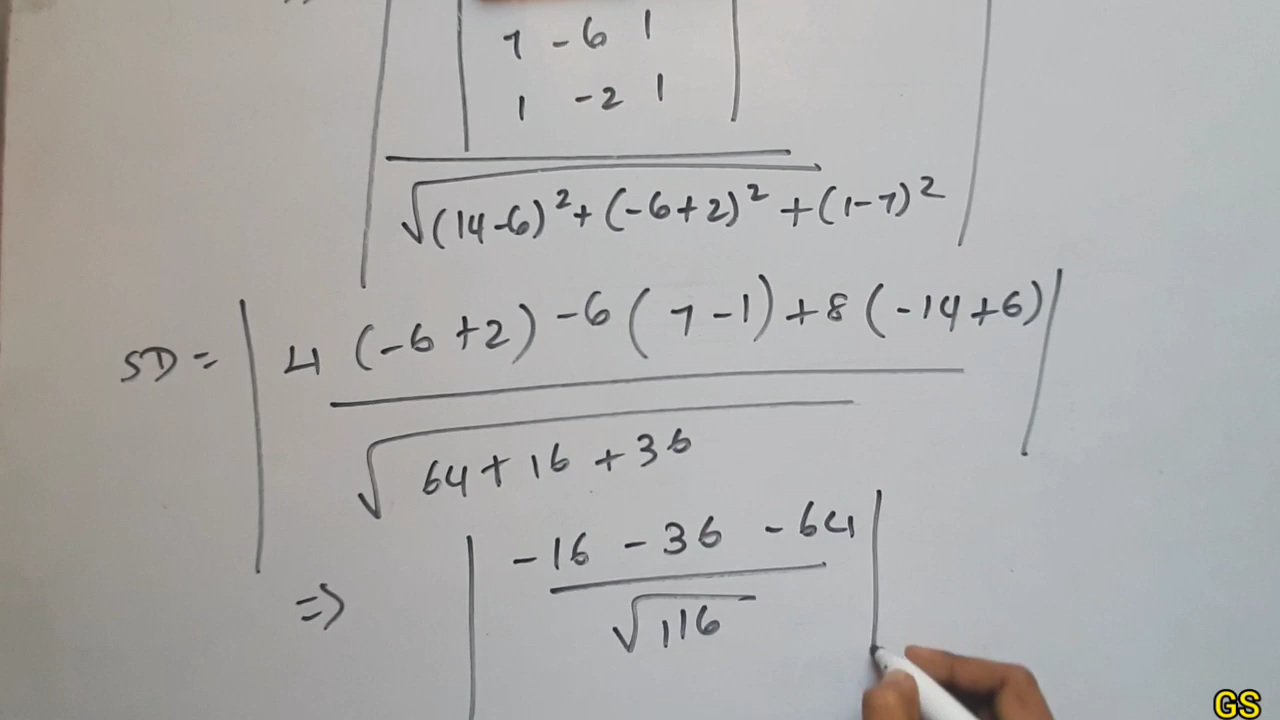 7 -6 1
1 -2 1
√(14-6)²+(-6+2)²+(1-7)²
SD = | 4(-6+2)-6(7-1)+8(-14+6) |
√64+16+36
⇒ | -16 -36 -64 |
√116
GS